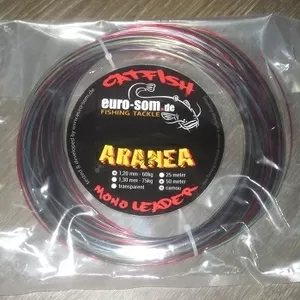 CATFISH
euro-som.de
FISHING TACKLE
ARANEA
1,20 mm - 60kg
25 meter
1,30 mm - 75kg
50 meter
transparent
camou
MONO LEADER